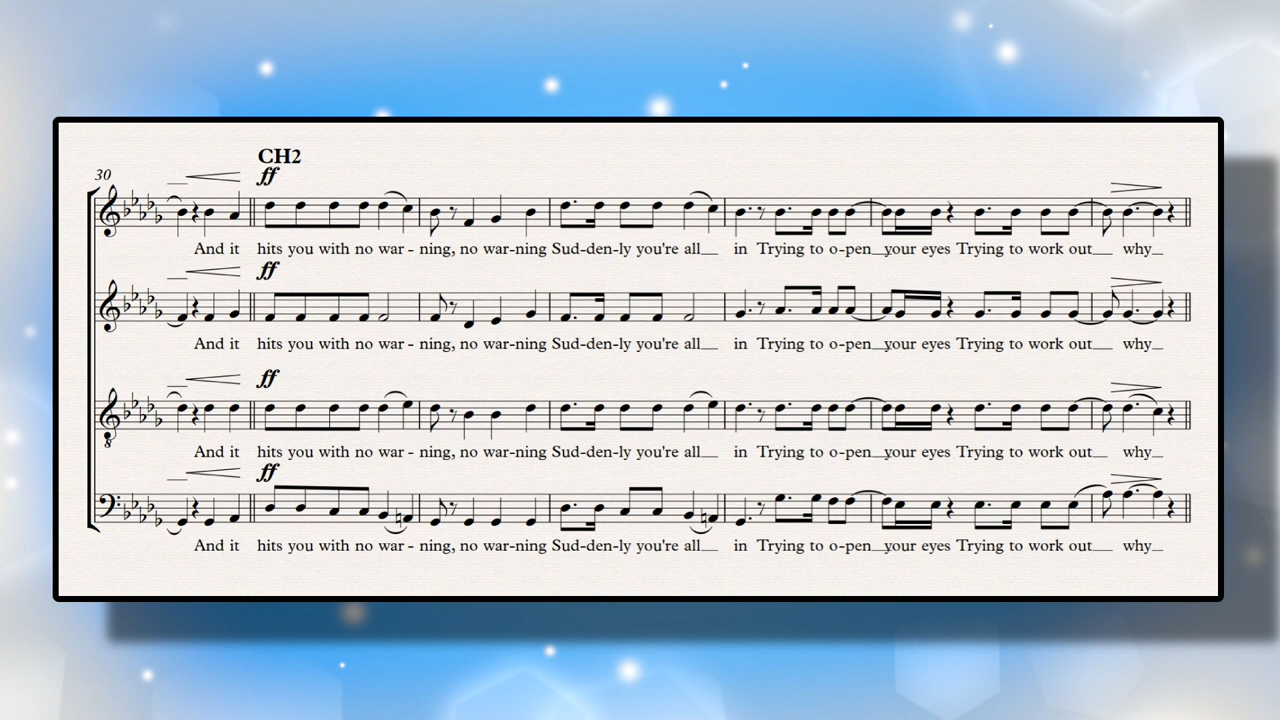 CH2
30
ff
And it hits you with no war - ning, no war-ning Sud-den-ly you're all__ in Trying to o-pen__your eyes Trying to work out__ why_
ff
And it hits you with no war - ning, no war-ning Sud-den-ly you're all__ in Trying to o-pen__your eyes Trying to work out__ why_
ff
8
And it hits you with no war - ning, no war-ning Sud-den-ly you're all__ in Trying to o-pen__your eyes Trying to work out__ why_
ff
And it hits you with no war - ning, no war-ning Sud-den-ly you're all__ in Trying to o-pen__your eyes Trying to work out__ why_